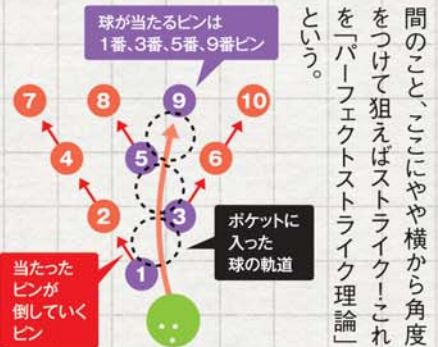 間のこと、ここにやや横から角度
をつけて狙えばストライク!これ
を「パーフェクトストライク理論」
という。
球が当たるピンは
1番、3番、5番、9番ピン
7
8
9
10
4
5
6
2
3
1
ポケットに
入った
球の軌道
当たった
ピンが
倒していく
ピン